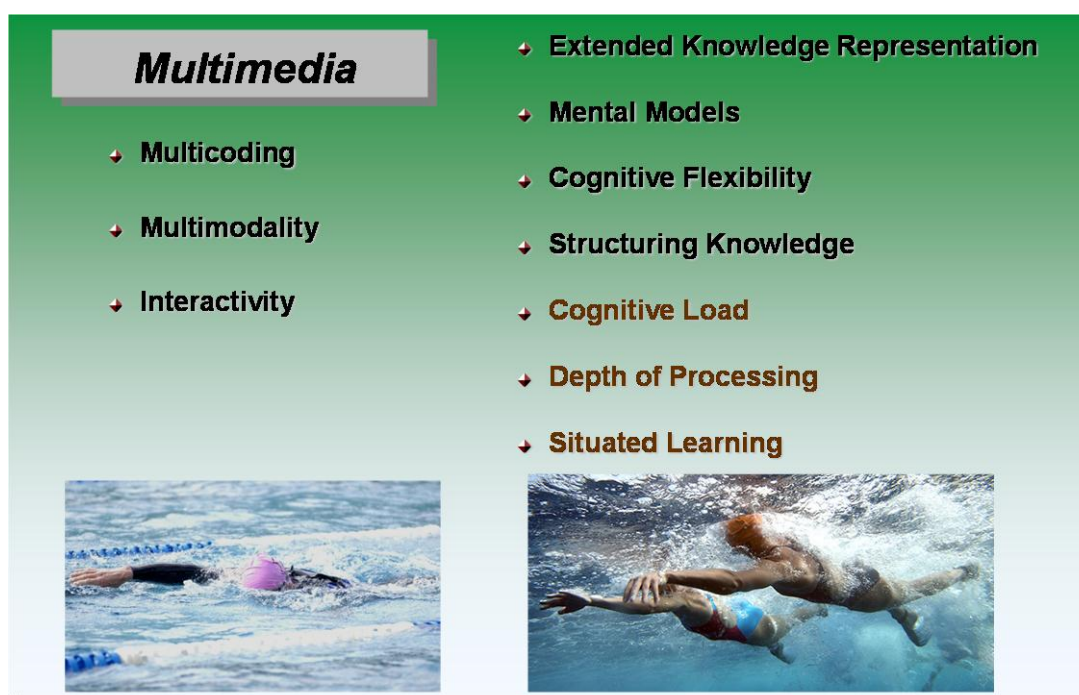 Multimedia
Multicoding
Multimodality
Interactivity
Extended Knowledge Representation
Mental Models
Cognitive Flexibility
Structuring Knowledge
Cognitive Load
Depth of Processing
Situated Learning